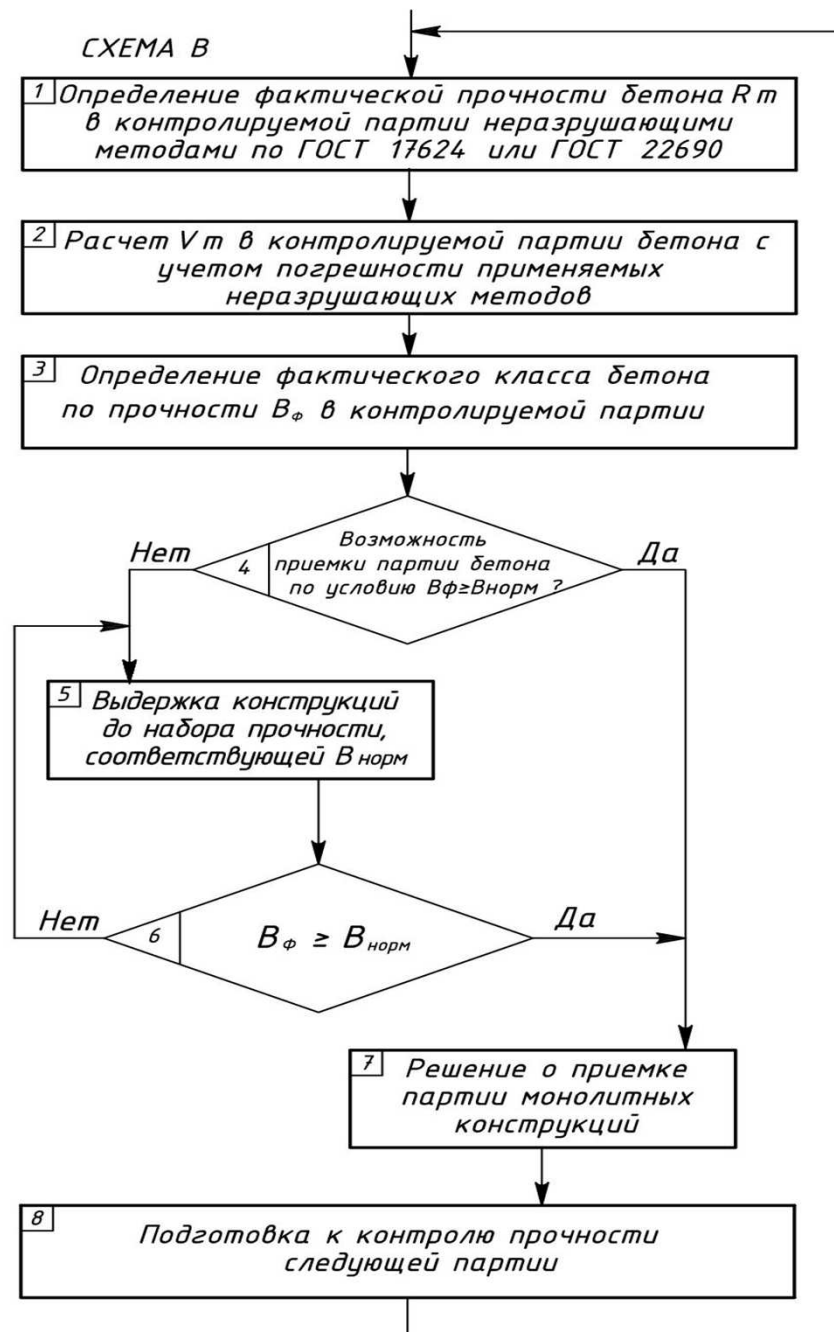 СХЕМА В
1 Определение фактической прочности бетона R m
в контролируемой партии неразрушающими
методами по ГОСТ 17624 или ГОСТ 22690
2 Расчет V m в контролируемой партии бетона с
учетом погрешности применяемых
неразрушающих методов
3 Определение фактического класса бетона
по прочности Вф в контролируемой партии
Нет
4
Возможность
приемки партии бетона
по условию Вф≥Внорм ?
Да
5 Выдержка конструкций
до набора прочности,
соответствующей В норм
Нет
6
Вф ≥ Внорм
Да
7 Решение о приемке
партии монолитных
конструкций
8
Подготовка к контролю прочности
следующей партии